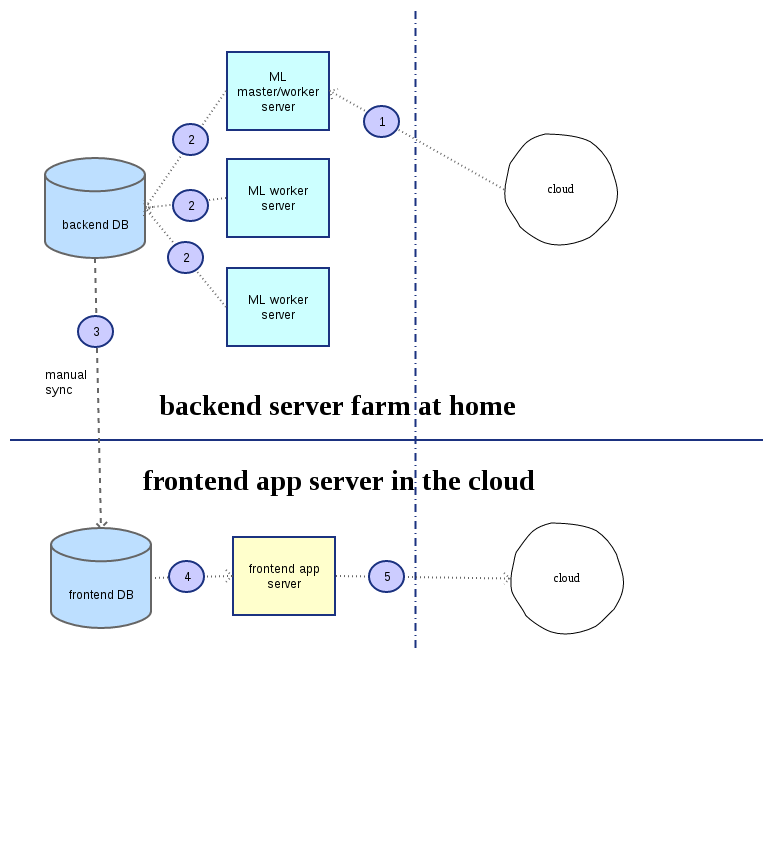 ML
master/worker
server
1
2
cloud
ML worker
server
2
backend DB
2
ML worker
server
3
manual
sync
backend server farm at home
frontend app server in the cloud
frontend app
server
4
5
cloud
frontend DB